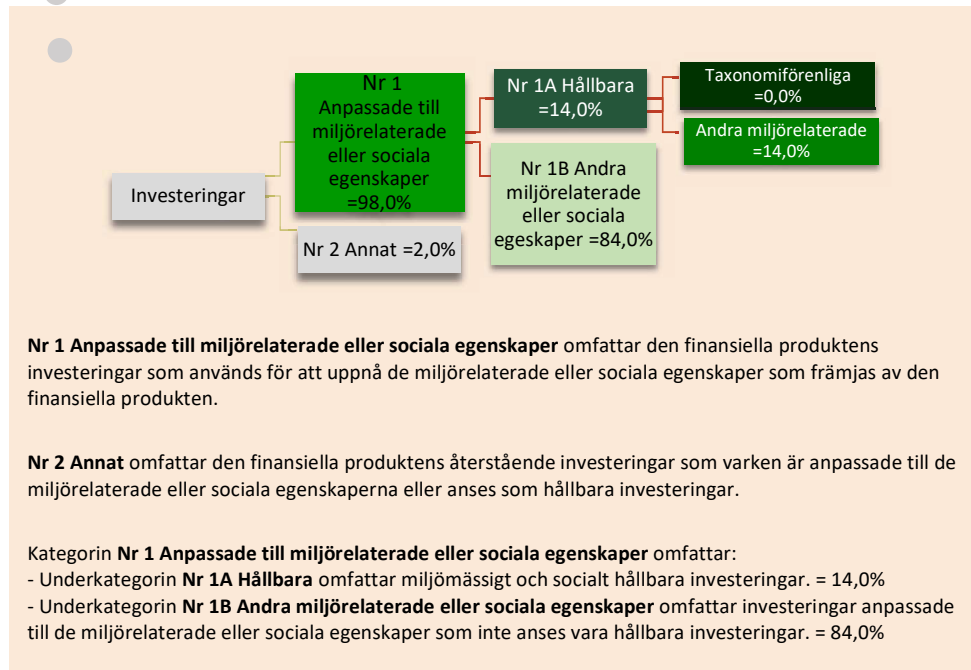 Investeringar
Nr 1
Anpassade till
miljörelaterade
eller sociala
egenskaper
=98,0%
Nr 2 Annat =2,0%
Nr 1A Hållbara
=14,0%
Nr 1B Andra
miljörelaterade
eller sociala
egeskaper =84,0%
Taxonomiförenliga
=0,0%
Andra miljörelaterade
=14,0%
Nr 1 Anpassade till miljörelaterade eller sociala egenskaper omfattar den finansiella produktens
investeringar som används för att uppnå de miljörelaterade eller sociala egenskaper som främjas av den
finansiella produkten.
Nr 2 Annat omfattar den finansiella produktens återstående investeringar som varken är anpassade till de
miljörelaterade eller sociala egenskaperna eller anses som hållbara investeringar.
Kategorin Nr 1 Anpassade till miljörelaterade eller sociala egenskaper omfattar:
- Underkategorin Nr 1A Hållbara omfattar miljömässigt och socialt hållbara investeringar. = 14,0%
- Underkategorin Nr 1B Andra miljörelaterade eller sociala egenskaper omfattar investeringar anpassade
till de miljörelaterade eller sociala egenskaper som inte anses vara hållbara investeringar. = 84,0%